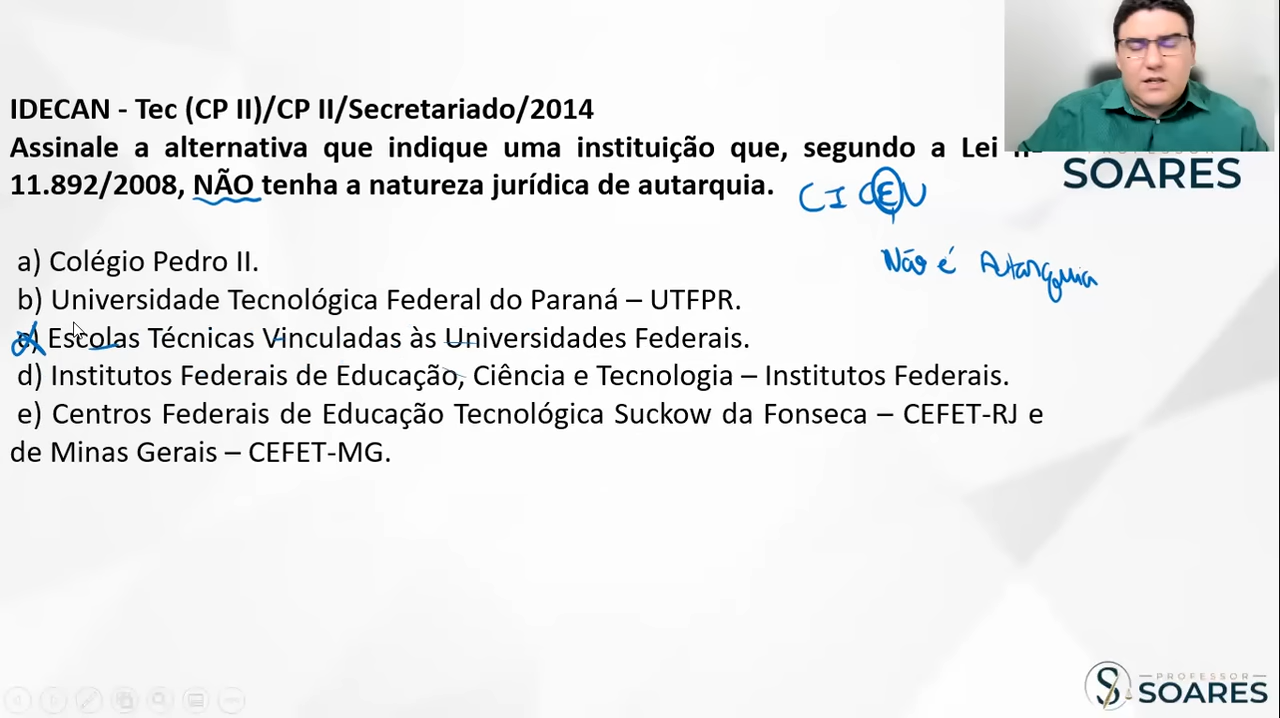 IDECAN - Tec (CP II)/CP II/Secretariado/2014
Assinale a alternativa que indique uma instituição que, segundo a Lei nº
11.892/2008, NÃO tenha a natureza jurídica de autarquia.
CICEU
Não é Autarquia
a) Colégio Pedro II.
b) Universidade Tecnológica Federal do Paraná – UTFPR.
c) Escolas Técnicas Vinculadas às Universidades Federais.
d) Institutos Federais de Educação, Ciência e Tecnologia – Institutos Federais.
e) Centros Federais de Educação Tecnológica Suckow da Fonseca – CEFET-RJ e
de Minas Gerais – CEFET-MG.
PROFESSOR
SOARES
PROFESSOR
SOARES